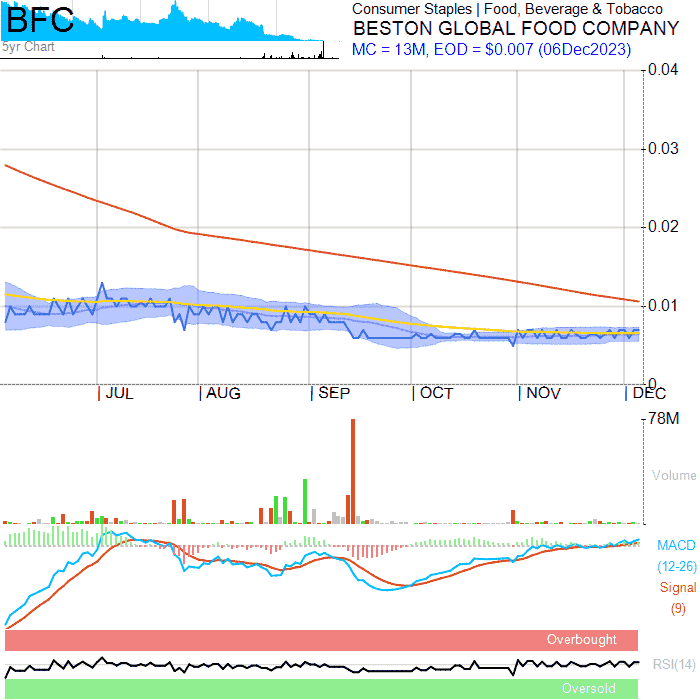 BFC
5yr Chart
Consumer Staples | Food, Beverage & Tobacco
BESTON GLOBAL FOOD COMPANY
MC = 13M, EOD = $0.007 (06Dec2023)
0.04
0.03
0.02
0.01
0
JUL
AUG
SEP
OCT
NOV
DEC
78M
Volume
MACD
(12-26)
Signal
(9)
Overbought
RSI(14)
Oversold